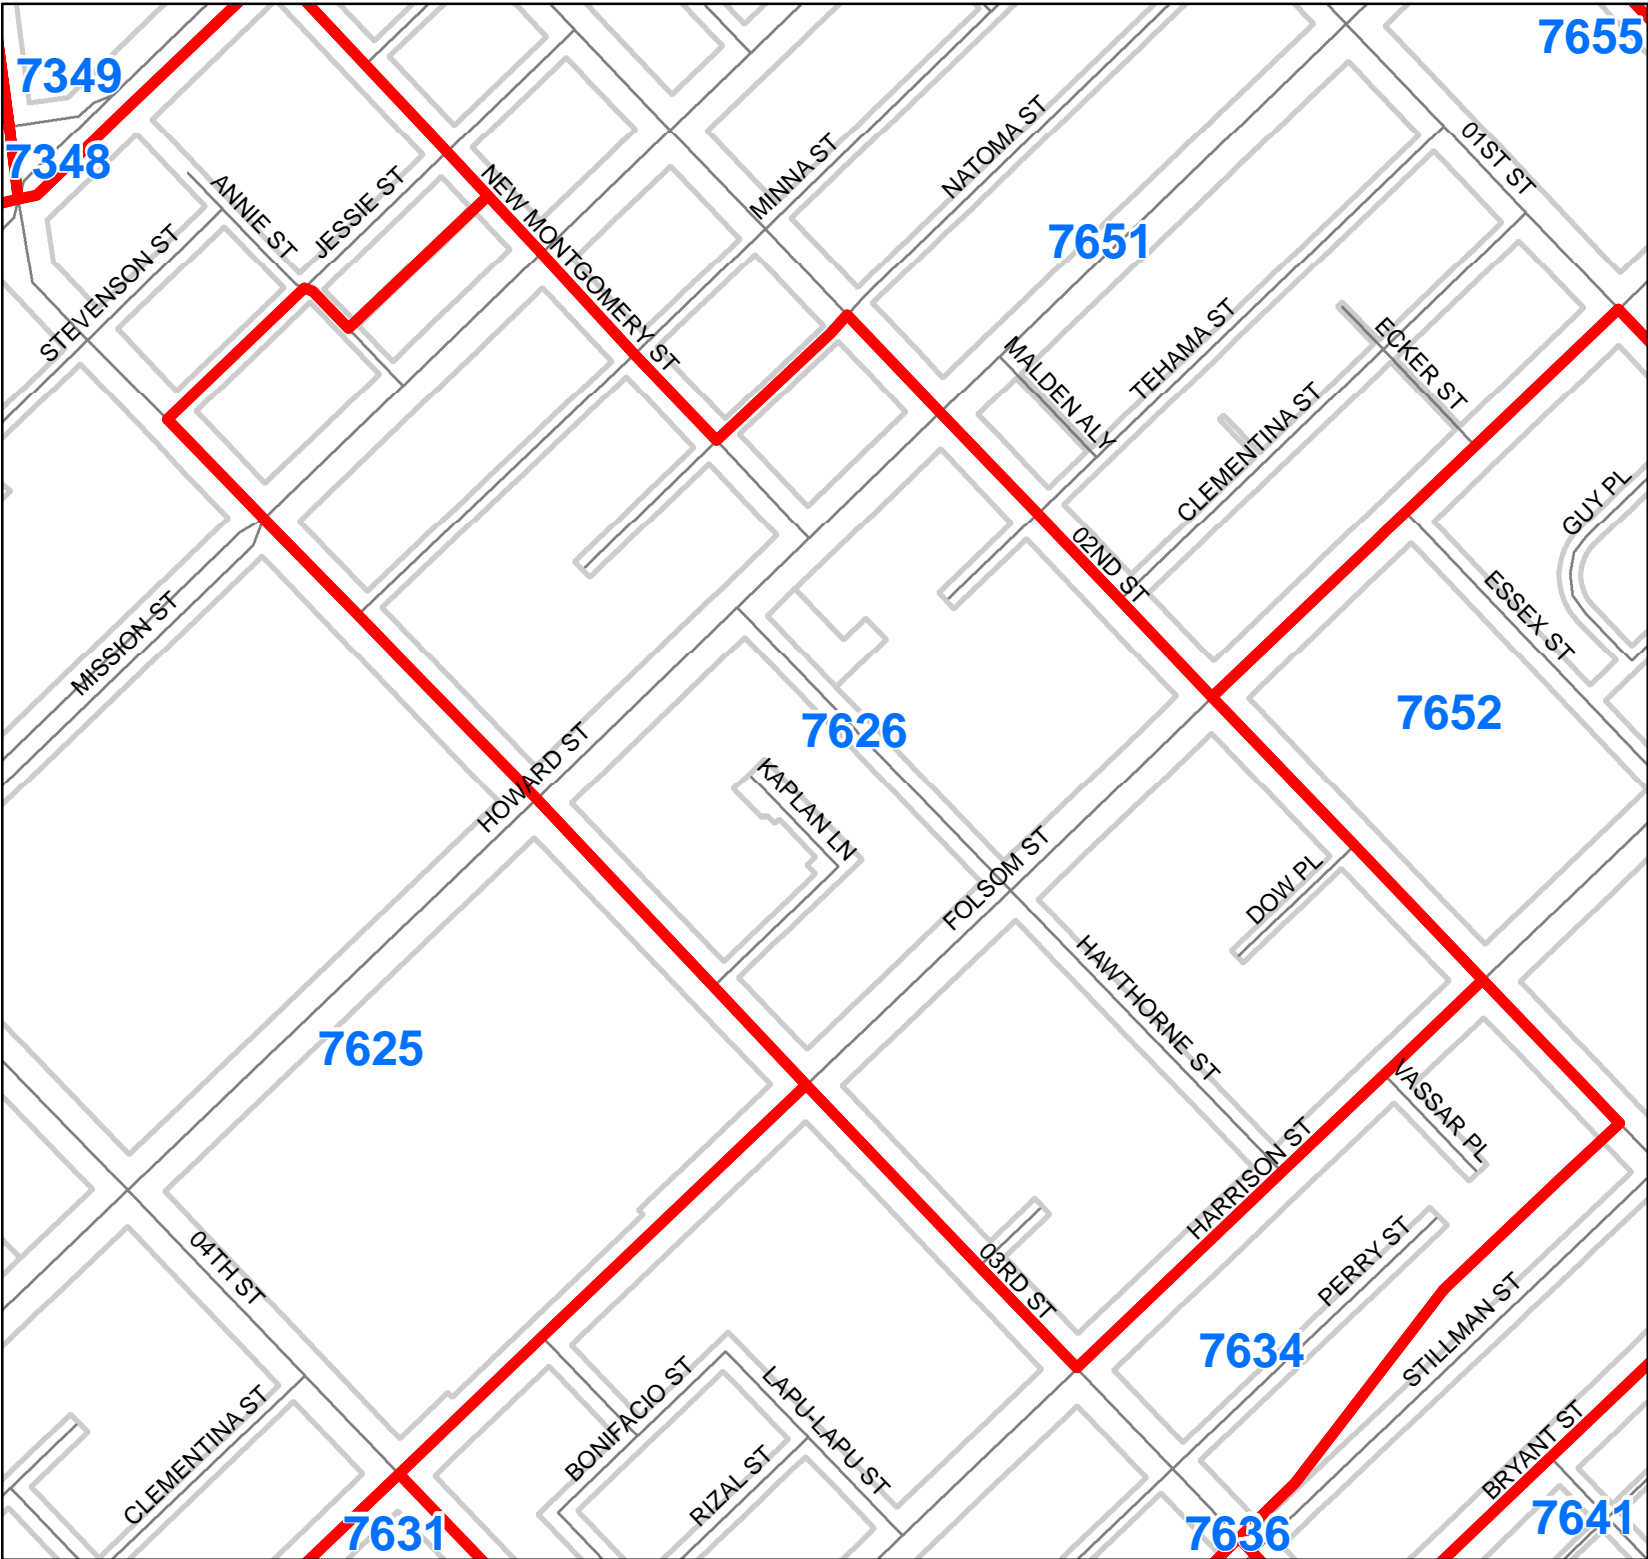 7655
7349
7348
ANNIE ST
JESSIE ST
STEVENSON ST
NEW MONTGOMERY ST
MINNA ST
NATOMA ST
01ST ST
7651
MALDEN ALY
TEHAMA ST
ECKER ST
CLEMENTINA ST
GUY PL
02ND ST
ESSEX ST
MISSION ST
HOWARD ST
7626
7652
KAPLAN LN
FOLSOM ST
DOW PL
HAWTHORNE ST
7625
VASSAR PL
HARRISON ST
04TH ST
03RD ST
PERRY ST
7634
STILLMAN ST
BONIFACIO ST
LAPU-LAPU ST
RIZAL ST
CLEMENTINA ST
BRYANT ST
7631
7636
7641